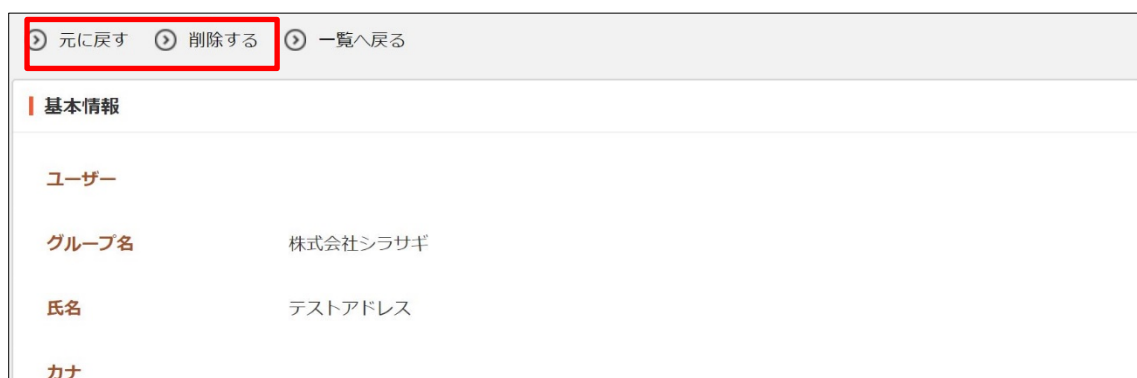 元に戻す 削除する 一覧へ戻る
基本情報
ユーザー
グループ名 株式会社シラサギ
氏名 テストアドレス
カナ